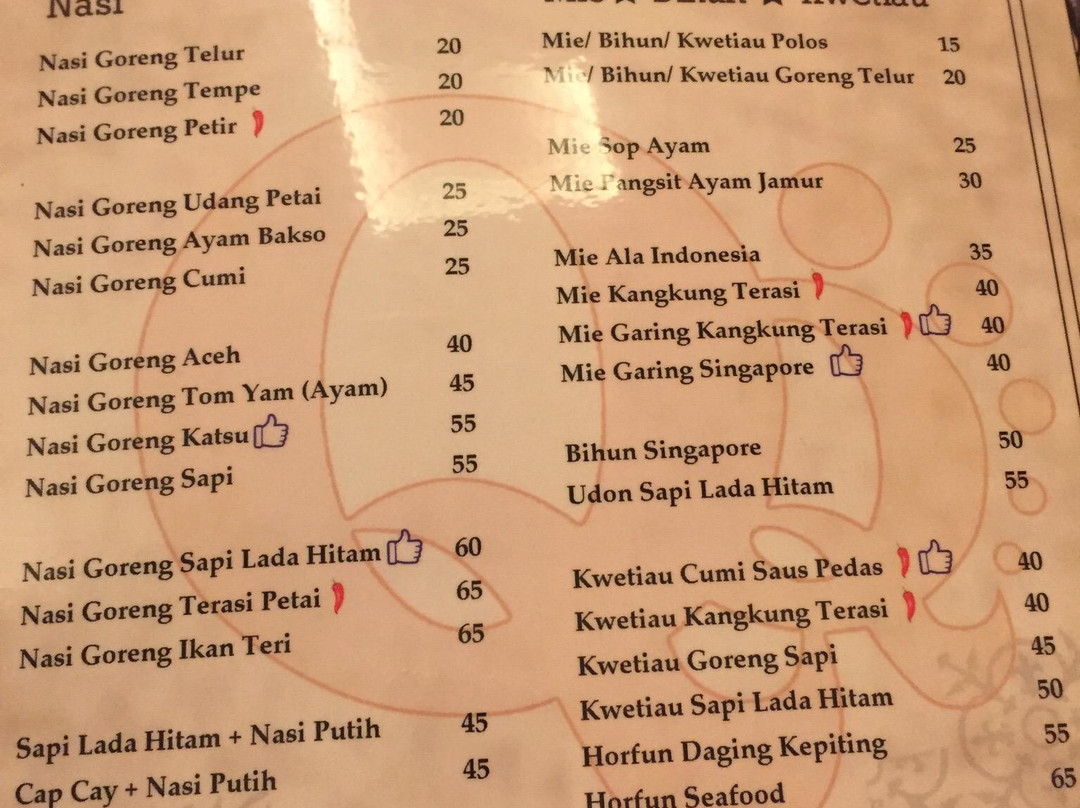 Nasi
Nasi Goreng Telur 20
Nasi Goreng Tempe 20
Nasi Goreng Petir 20
Nasi Goreng Udang Petai 25
Nasi Goreng Ayam Bakso 25
Nasi Goreng Cumi 25
Nasi Goreng Aceh 40
Nasi Goreng Tom Yam (Ayam) 45
Nasi Goreng Katsu 55
Nasi Goreng Sapi 55
Nasi Goreng Sapi Lada Hitam 60
Nasi Goreng Terasi Petai 65
Nasi Goreng Ikan Teri 65
Sapi Lada Hitam + Nasi Putih 45
Cap Cay + Nasi Putih 45
Mie ★ Bihun ★ Kwetiau
Mie/ Bihun/ Kwetiau Polos 15
Mie/ Bihun/ Kwetiau Goreng Telur 20
Mie Sop Ayam 25
Mie Pangsit Ayam Jamur 30
Mie Ala Indonesia 35
Mie Kangkung Terasi 40
Mie Garing Kangkung Terasi 40
Mie Garing Singapore 40
Bihun Singapore 50
Udon Sapi Lada Hitam 55
Kwetiau Cumi Saus Pedas 40
Kwetiau Kangkung Terasi 40
Kwetiau Goreng Sapi 45
Kwetiau Sapi Lada Hitam 50
Horfun Daging Kepiting 55
Horfun Seafood 65